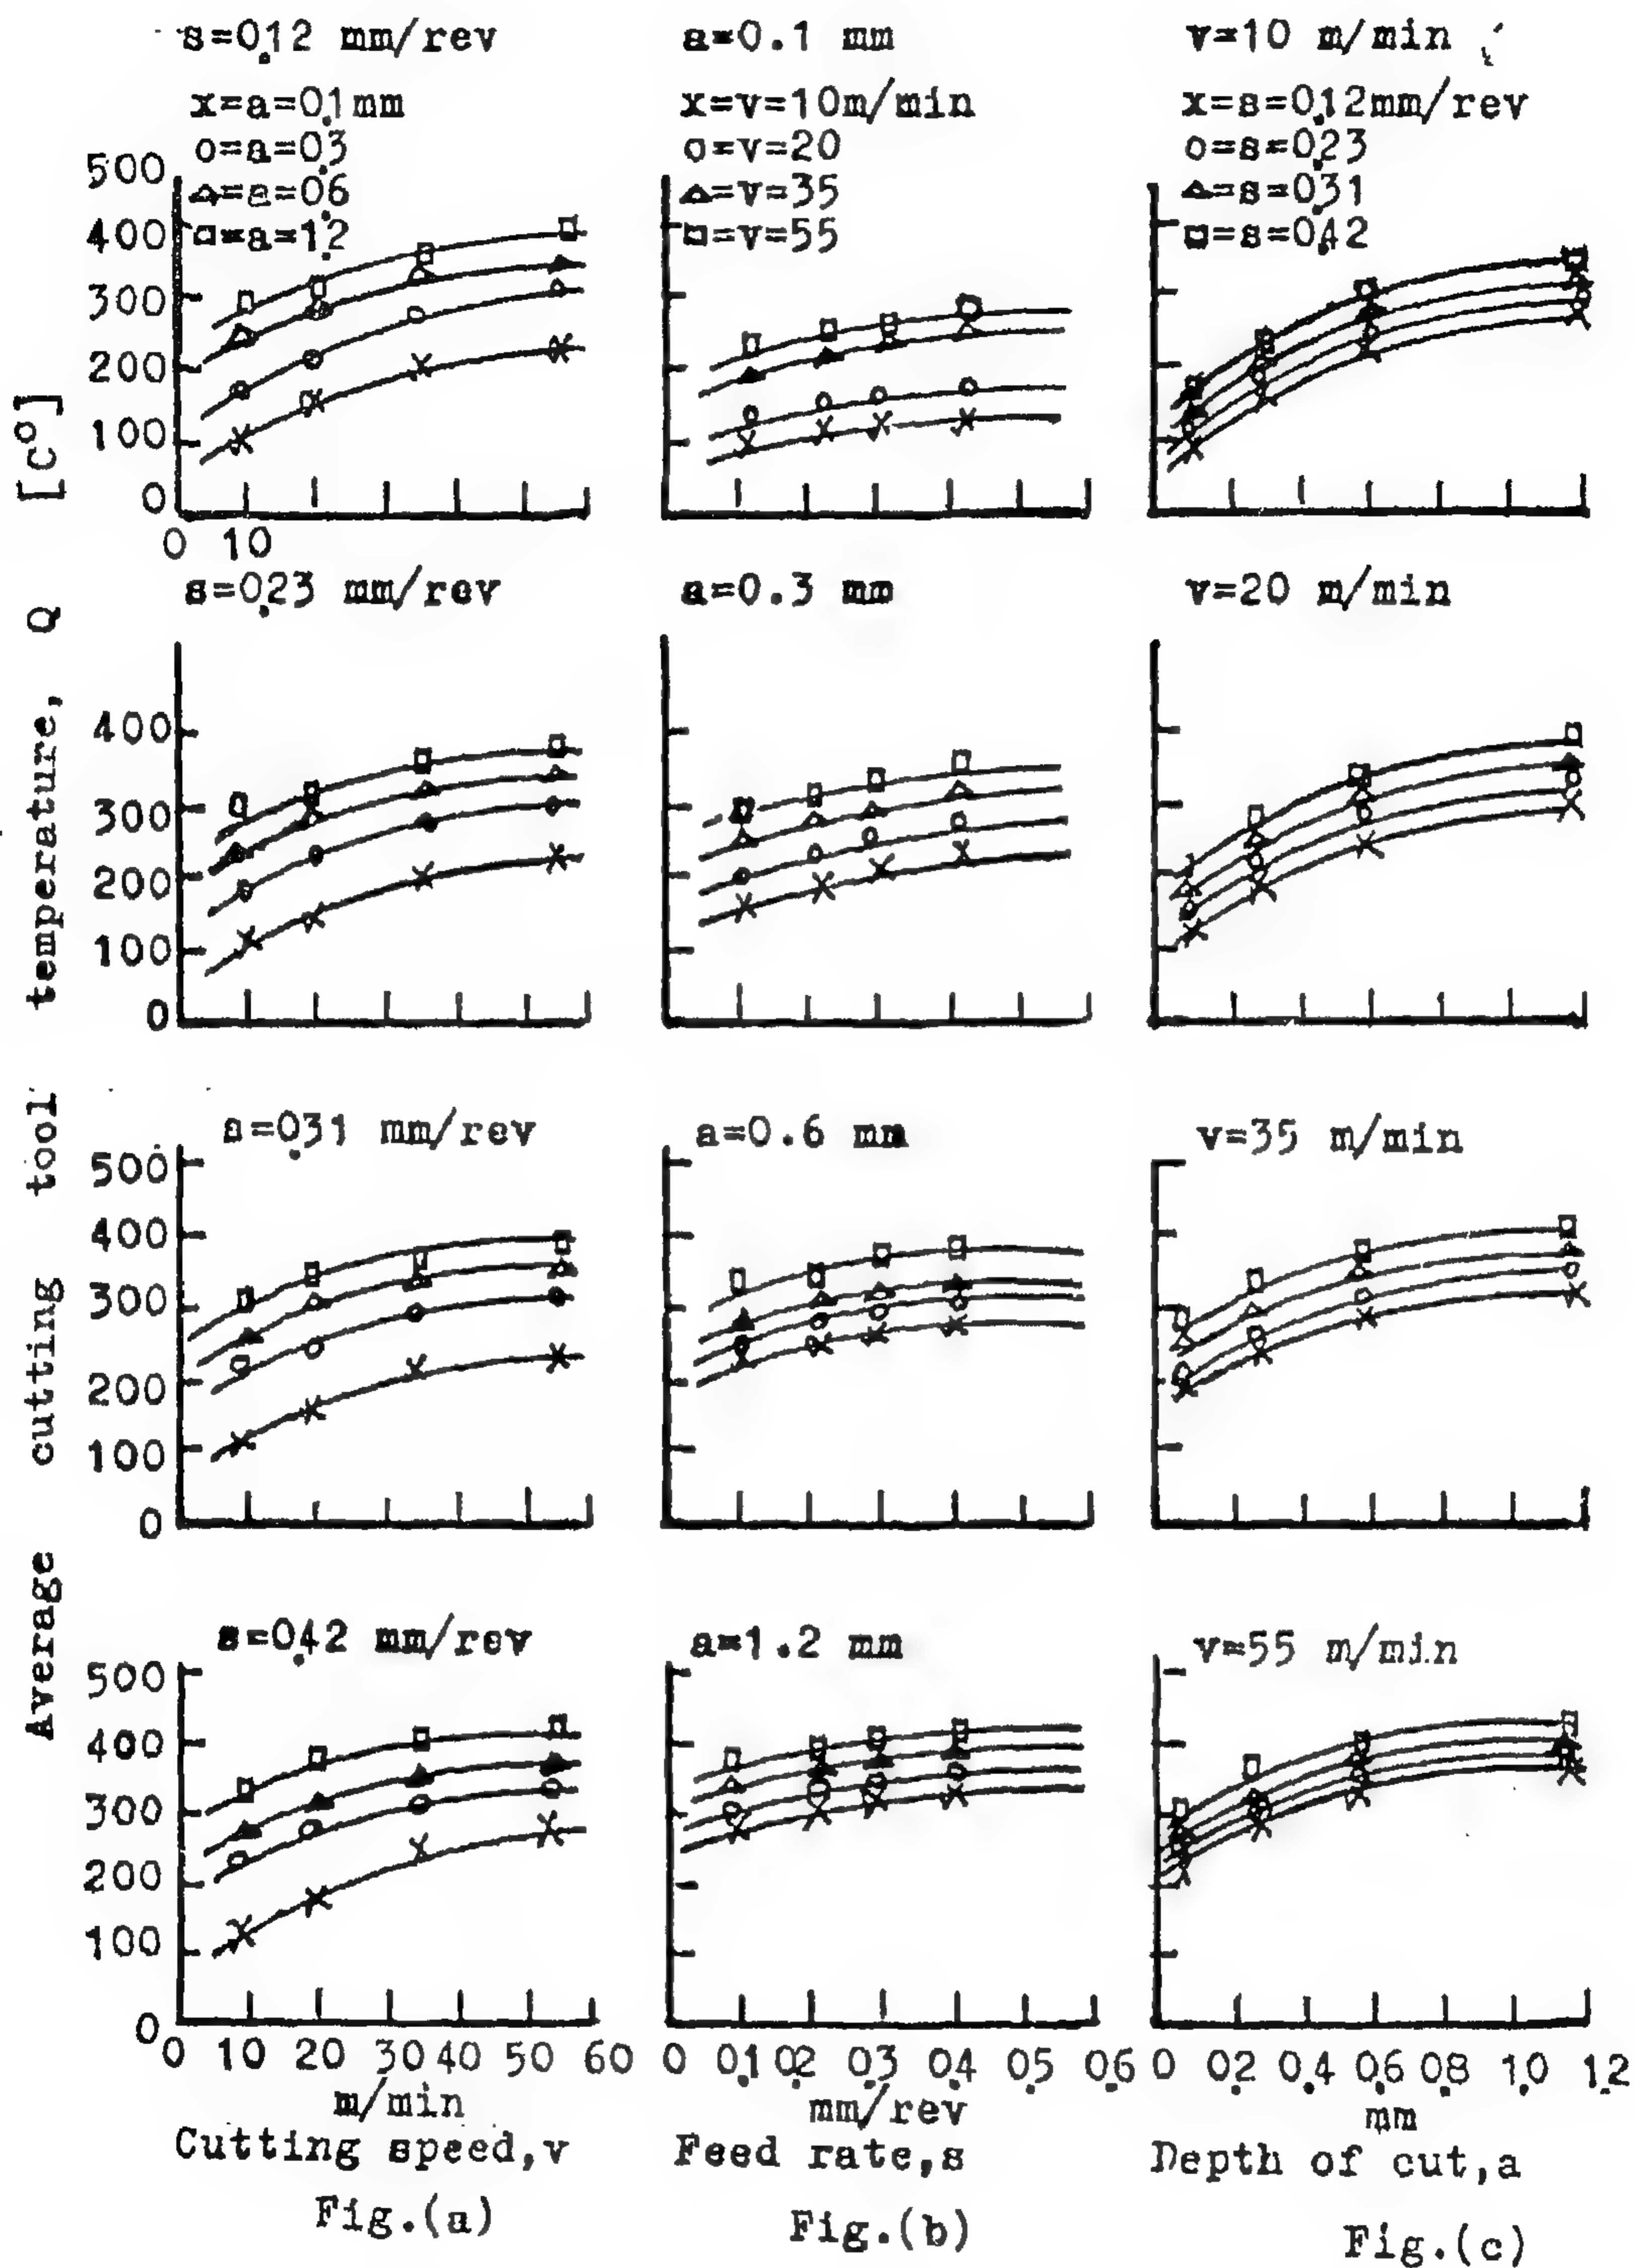 s=0.12 mm/rev
x=a=0.1mm
o=a=0.3
△=a=0.6
□=a=1.2
a=0.1 mm
x=v=10m/min
o=v=20
△=v=35
□=v=55
v=10 m/min
x=s=0.12mm/rev
o=s=0.23
△=s=0.31
□=s=0.42
500
400
300
200
100
0
0 10
s=0.23 mm/rev
a=0.3 mm
v=20 m/min
400
300
200
100
0
s=0.31 mm/rev
a=0.6 mm
v=35 m/min
500
400
300
200
100
0
s=0.42 mm/rev
a=1.2 mm
v=55 m/min
500
400
300
200
100
0
Average cutting tool temperature, Q [C°]
0 10 20 30 40 50 60
m/min
Cutting speed,v
Fig.(a)
0 0.1 0.2 0.3 0.4 0.5 0.6
mm/rev
Feed rate,s
Fig.(b)
0 0.2 0.4 0.6 0.8 1.0 1.2
mm
Depth of cut,a
Fig.(c)